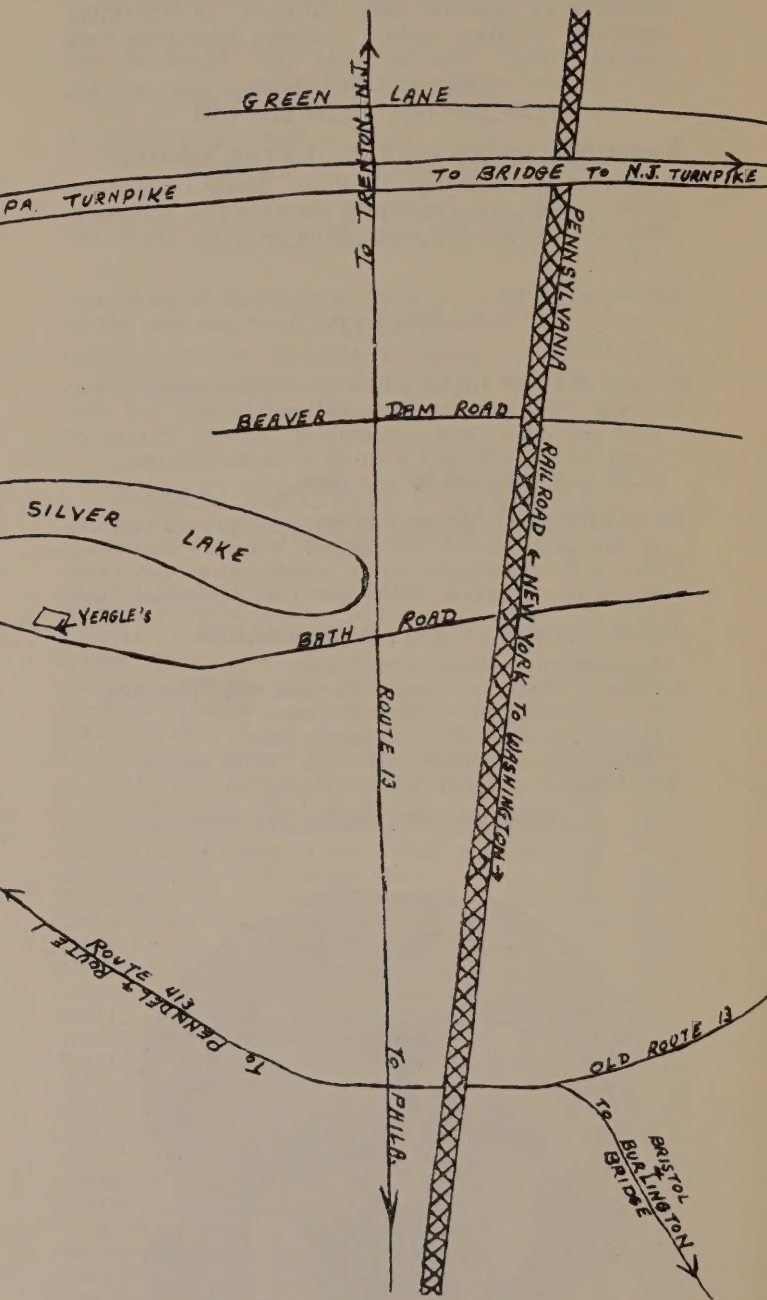 GREEN LANE
TO TRENTON, N.J.
PA. TURNPIKE
TO BRIDGE TO N.J. TURNPIKE
PENNSYLVANIA RAILROAD ← NEW YORK TO WASHINGTON →
BEAVER DAM ROAD
SILVER LAKE
YEAGLE'S
BATH ROAD
ROUTE 13
ROUTE 413
TO PENNDEL & ROUTE 1
TO PHILA.
OLD ROUTE 13
TO
BRISTOL
&
BURLINGTON
BRIDGE